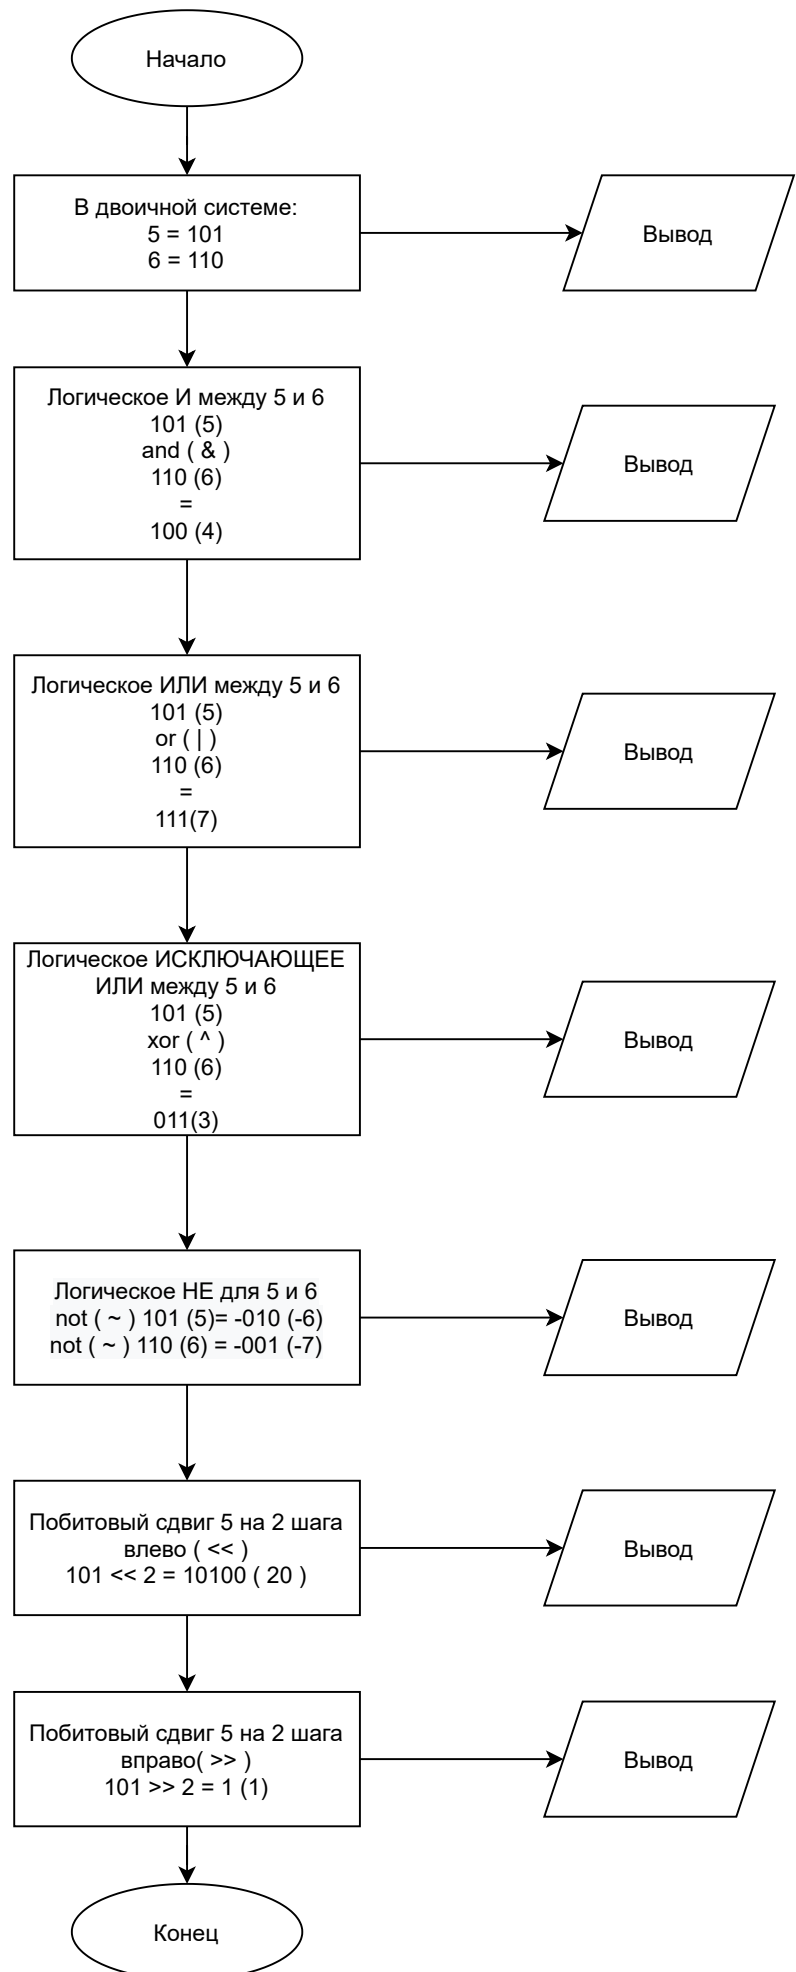 Начало
В двоичной системе:
5 = 101
6 = 110
Вывод
Логическое И между 5 и 6
101 (5)
and ( & )
110 (6)
=
100 (4)
Вывод
Логическое ИЛИ между 5 и 6
101 (5)
or ( | )
110 (6)
=
111(7)
Вывод
Логическое ИСКЛЮЧАЮЩЕЕ
ИЛИ между 5 и 6
101 (5)
xor ( ^ )
110 (6)
=
011(3)
Вывод
Логическое НЕ для 5 и 6
not ( ~ ) 101 (5)= -010 (-6)
not ( ~ ) 110 (6) = -001 (-7)
Вывод
Побитовый сдвиг 5 на 2 шага
влево ( << )
101 << 2 = 10100 ( 20 )
Вывод
Побитовый сдвиг 5 на 2 шага
вправо( >> )
101 >> 2 = 1 (1)
Вывод
Конец